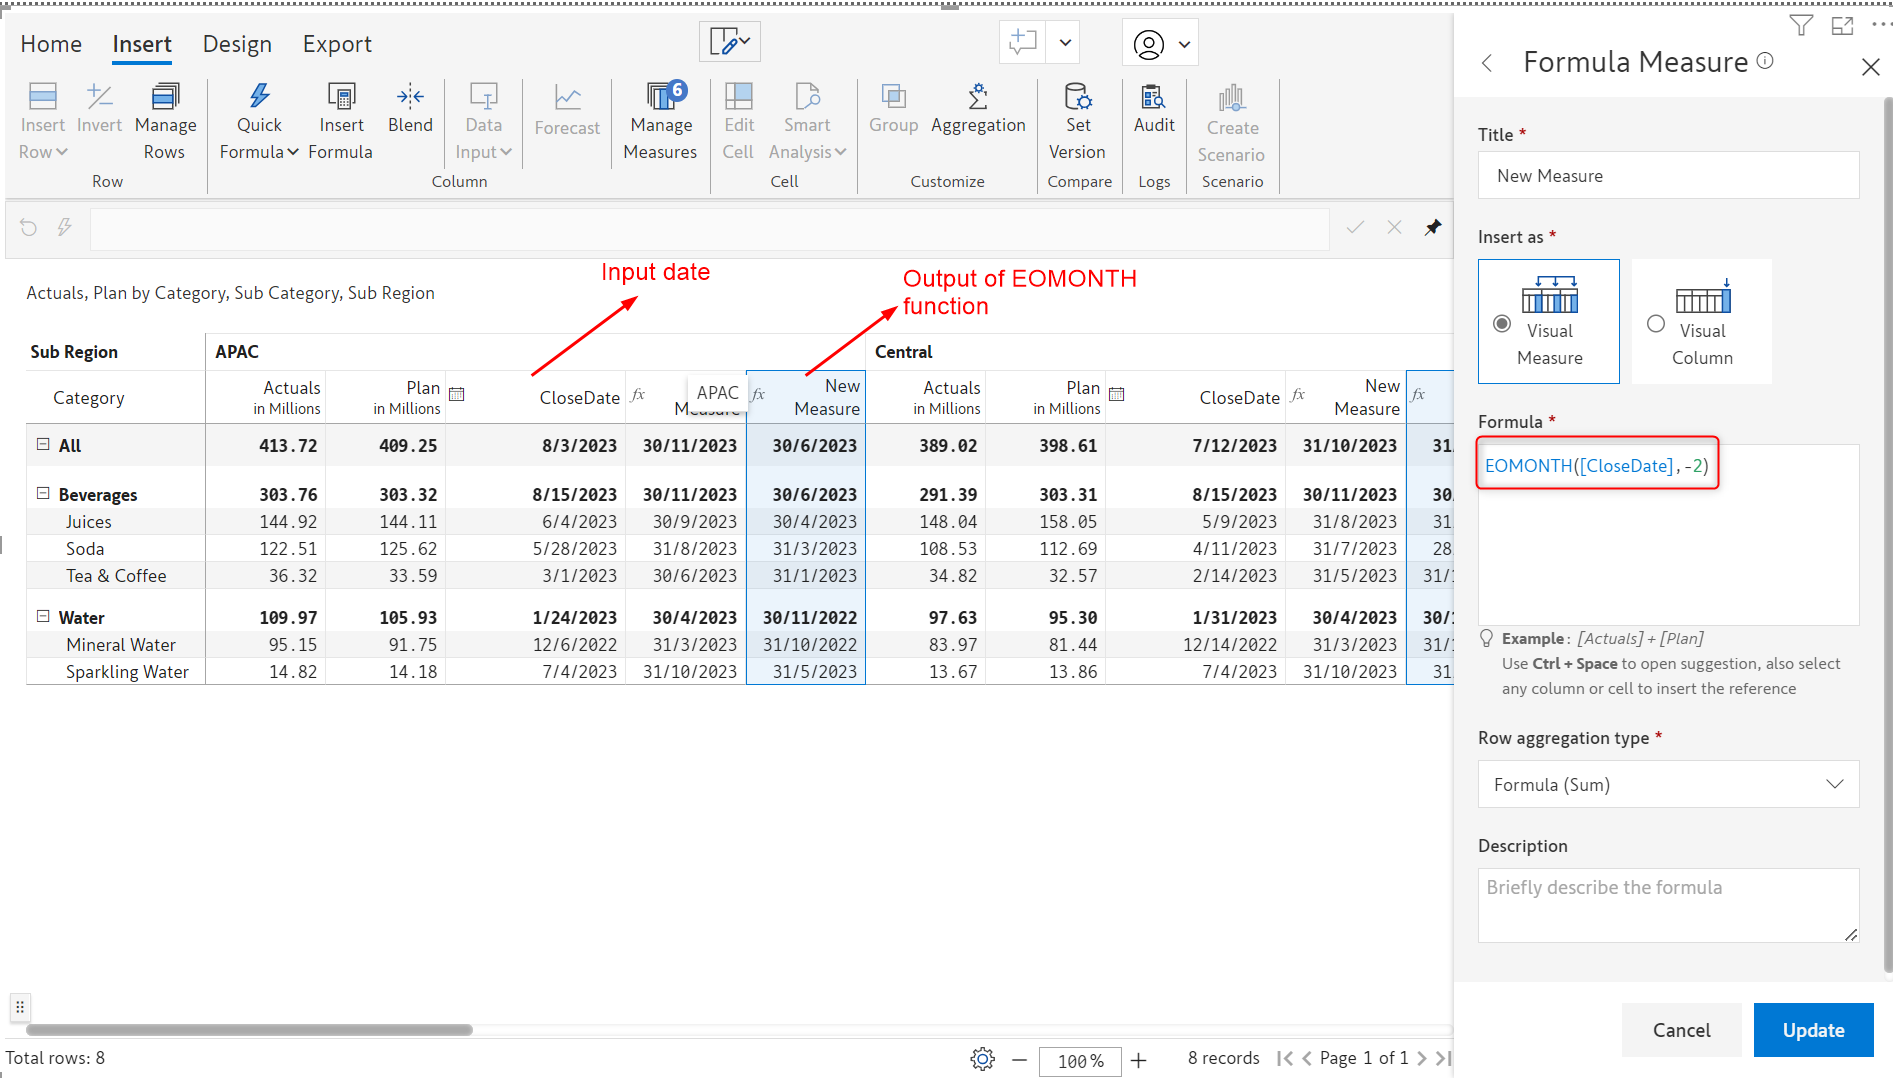 Home Insert Design Export
Insert Row
Invert
Manage Rows
Row
Quick Formula
Insert Formula
Blend
Data Input
Forecast
Column
Manage Measures 6
Edit Cell
Smart Analysis
Cell
Group
Aggregation
Customize
Set Version
Compare
Audit
Logs
Create Scenario
Scenario
Input date
Output of EOMONTH
function
Actuals, Plan by Category, Sub Category, Sub Region
Sub Region APAC Central
Category Actuals in Millions Plan in Millions CloseDate fx APAC fx New Measure Actuals in Millions Plan in Millions CloseDate fx New Measure fx
All 413.72 409.25 8/3/2023 30/11/2023 30/6/2023 389.02 398.61 7/12/2023 31/10/2023 31
Beverages 303.76 303.32 8/15/2023 30/11/2023 30/6/2023 291.39 303.31 8/15/2023 30/11/2023 30
Juices 144.92 144.11 6/4/2023 30/9/2023 30/4/2023 148.04 158.05 5/9/2023 31/8/2023 31
Soda 122.51 125.62 5/28/2023 31/8/2023 31/3/2023 108.53 112.69 4/11/2023 31/7/2023 28
Tea & Coffee 36.32 33.59 3/1/2023 30/6/2023 31/1/2023 34.82 32.57 2/14/2023 31/5/2023 31/
Water 109.97 105.93 1/24/2023 30/4/2023 30/11/2022 97.63 95.30 1/31/2023 30/4/2023 30/
Mineral Water 95.15 91.75 12/6/2022 31/3/2023 31/10/2022 83.97 81.44 12/14/2022 31/3/2023 31/
Sparkling Water 14.82 14.18 7/4/2023 31/10/2023 31/5/2023 13.67 13.86 7/4/2023 31/10/2023 31
Total rows: 8
100%
8 records
Page 1 of 1
Formula Measure
Title *
New Measure
Insert as *
Visual Measure
Visual Column
Formula *
EOMONTH([CloseDate],-2)
Example: [Actuals] + [Plan]
Use Ctrl + Space to open suggestion, also select
any column or cell to insert the reference
Row aggregation type *
Formula (Sum)
Description
Briefly describe the formula
Cancel
Update